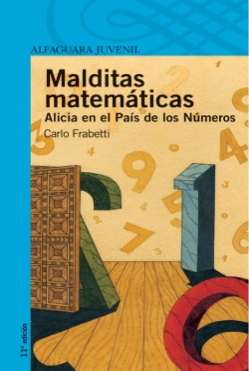 ALFAGUARA JUVENIL
Malditas
matemáticas
Alicia en el País de los Números
Carlo Frabetti
11ª edición